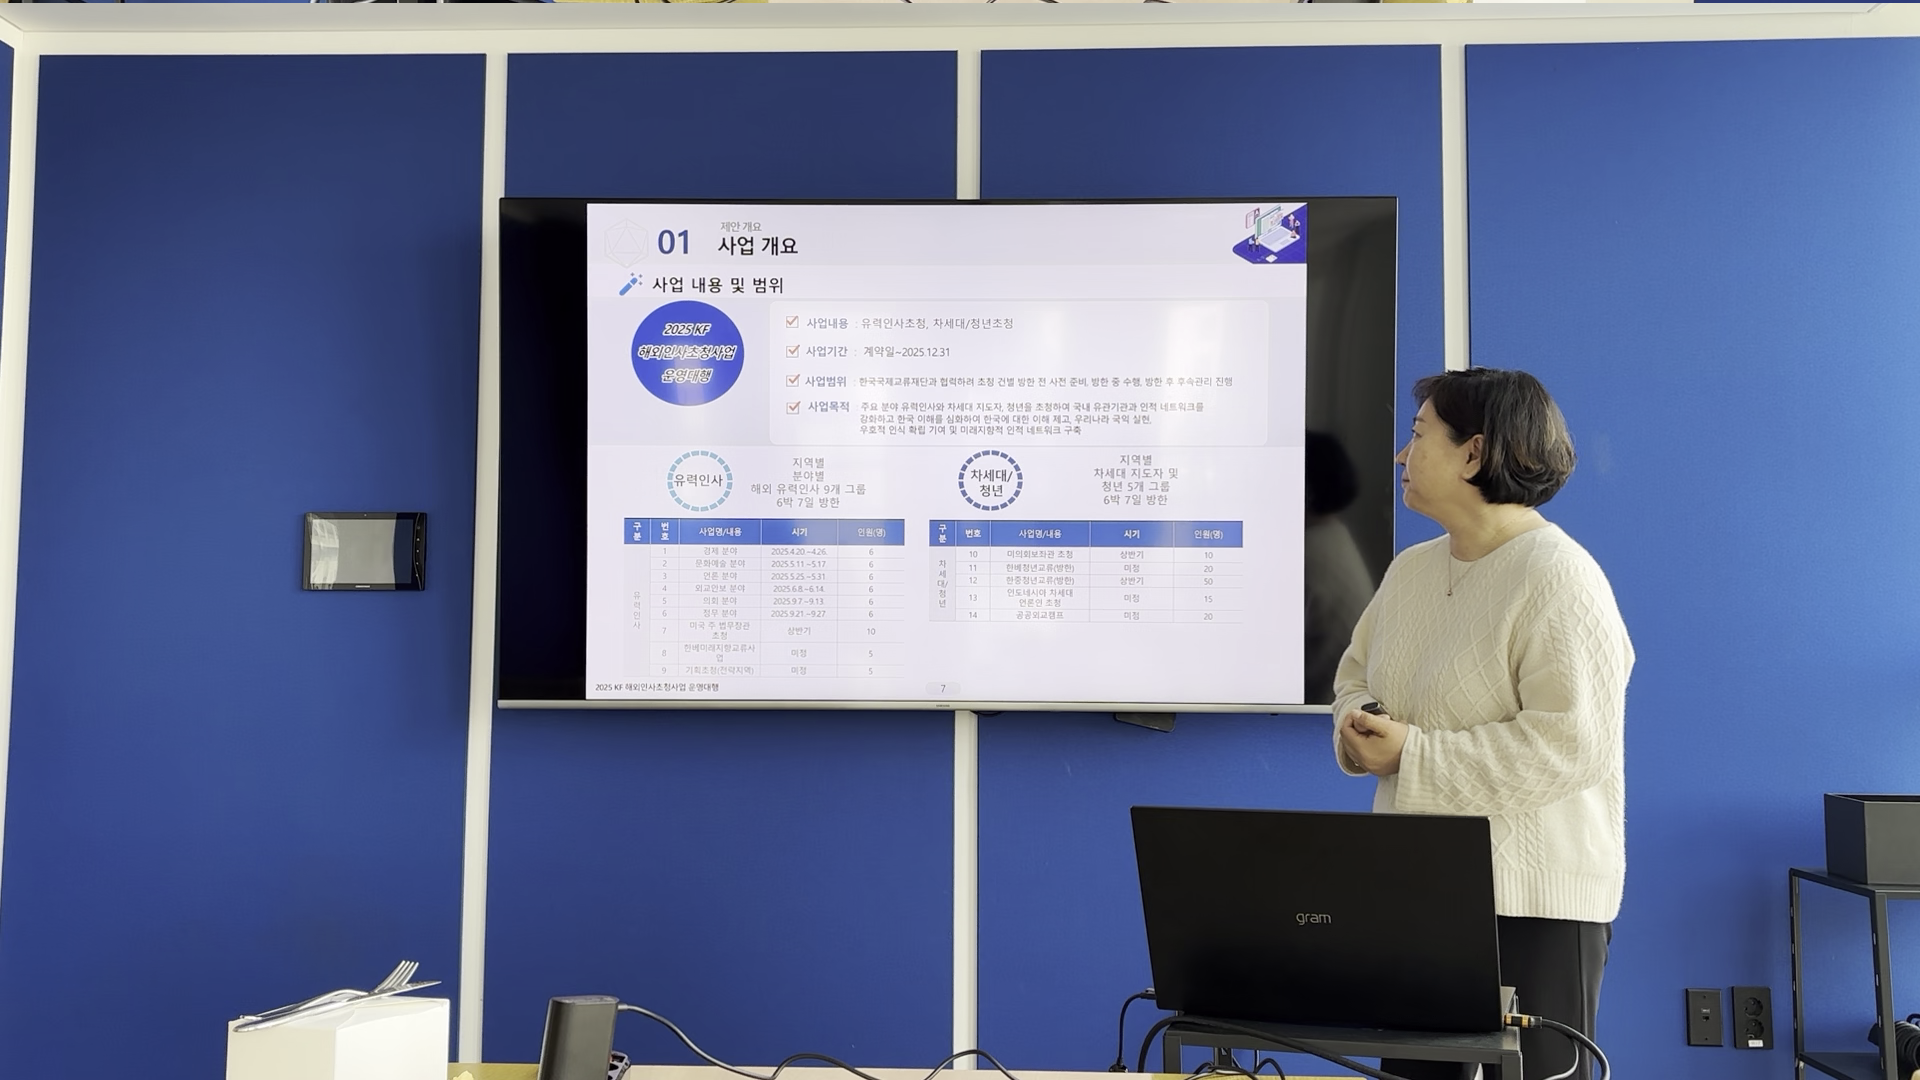 01
제안 개요
사업 개요
사업 내용 및 범위
2025 KF
해외인사초청사업
운영대행
사업내용 : 유력인사초청, 차세대/청년초청
사업기간 : 계약일~2025.12.31
사업범위 : 한국국제교류재단과 협력하여 초청 건별 방한 전 사전 준비, 방한 중 수행, 방한 후 후속관리 진행
사업목적 : 주요 분야 유력인사와 차세대 지도자, 청년을 초청하여 국내 유관기관과 인적 네트워크를
강화하고 한국 이해를 심화하여 한국에 대한 이해 제고, 우리나라 국익 실현,
우호적 인식 확립 기여 및 미래지향적 인적 네트워크 구축
유력인사
지역별
분야별
해외 유력인사 9개 그룹
6박 7일 방한
구분 번호 사업명/내용 시기 인원(명)
유력인사
1 경제 분야 2025.4.20.~4.26. 6
2 문화예술 분야 2025.5.11.~5.17. 6
3 언론 분야 2025.5.25.~5.31. 6
4 외교안보 분야 2025.6.8.~6.14. 6
5 의회 분야 2025.9.7.~9.13. 6
6 정무 분야 2025.9.21.~9.27. 6
7 미국 주 법무장관 초청 상반기 10
8 한베미래지향교류사업 미정 5
9 기획초청(전략지역) 미정 5
차세대/
청년
지역별
차세대 지도자 및
청년 5개 그룹
6박 7일 방한
구분 번호 사업명/내용 시기 인원(명)
차세대/청년
10 미의회보좌관 초청 상반기 10
11 한베청년교류(방한) 미정 20
12 한중청년교류(방한) 상반기 50
13 인도네시아 차세대 언론인 초청 미정 15
14 공공외교캠프 미정 20
2025 KF 해외인사초청사업 운영대행
7
gram